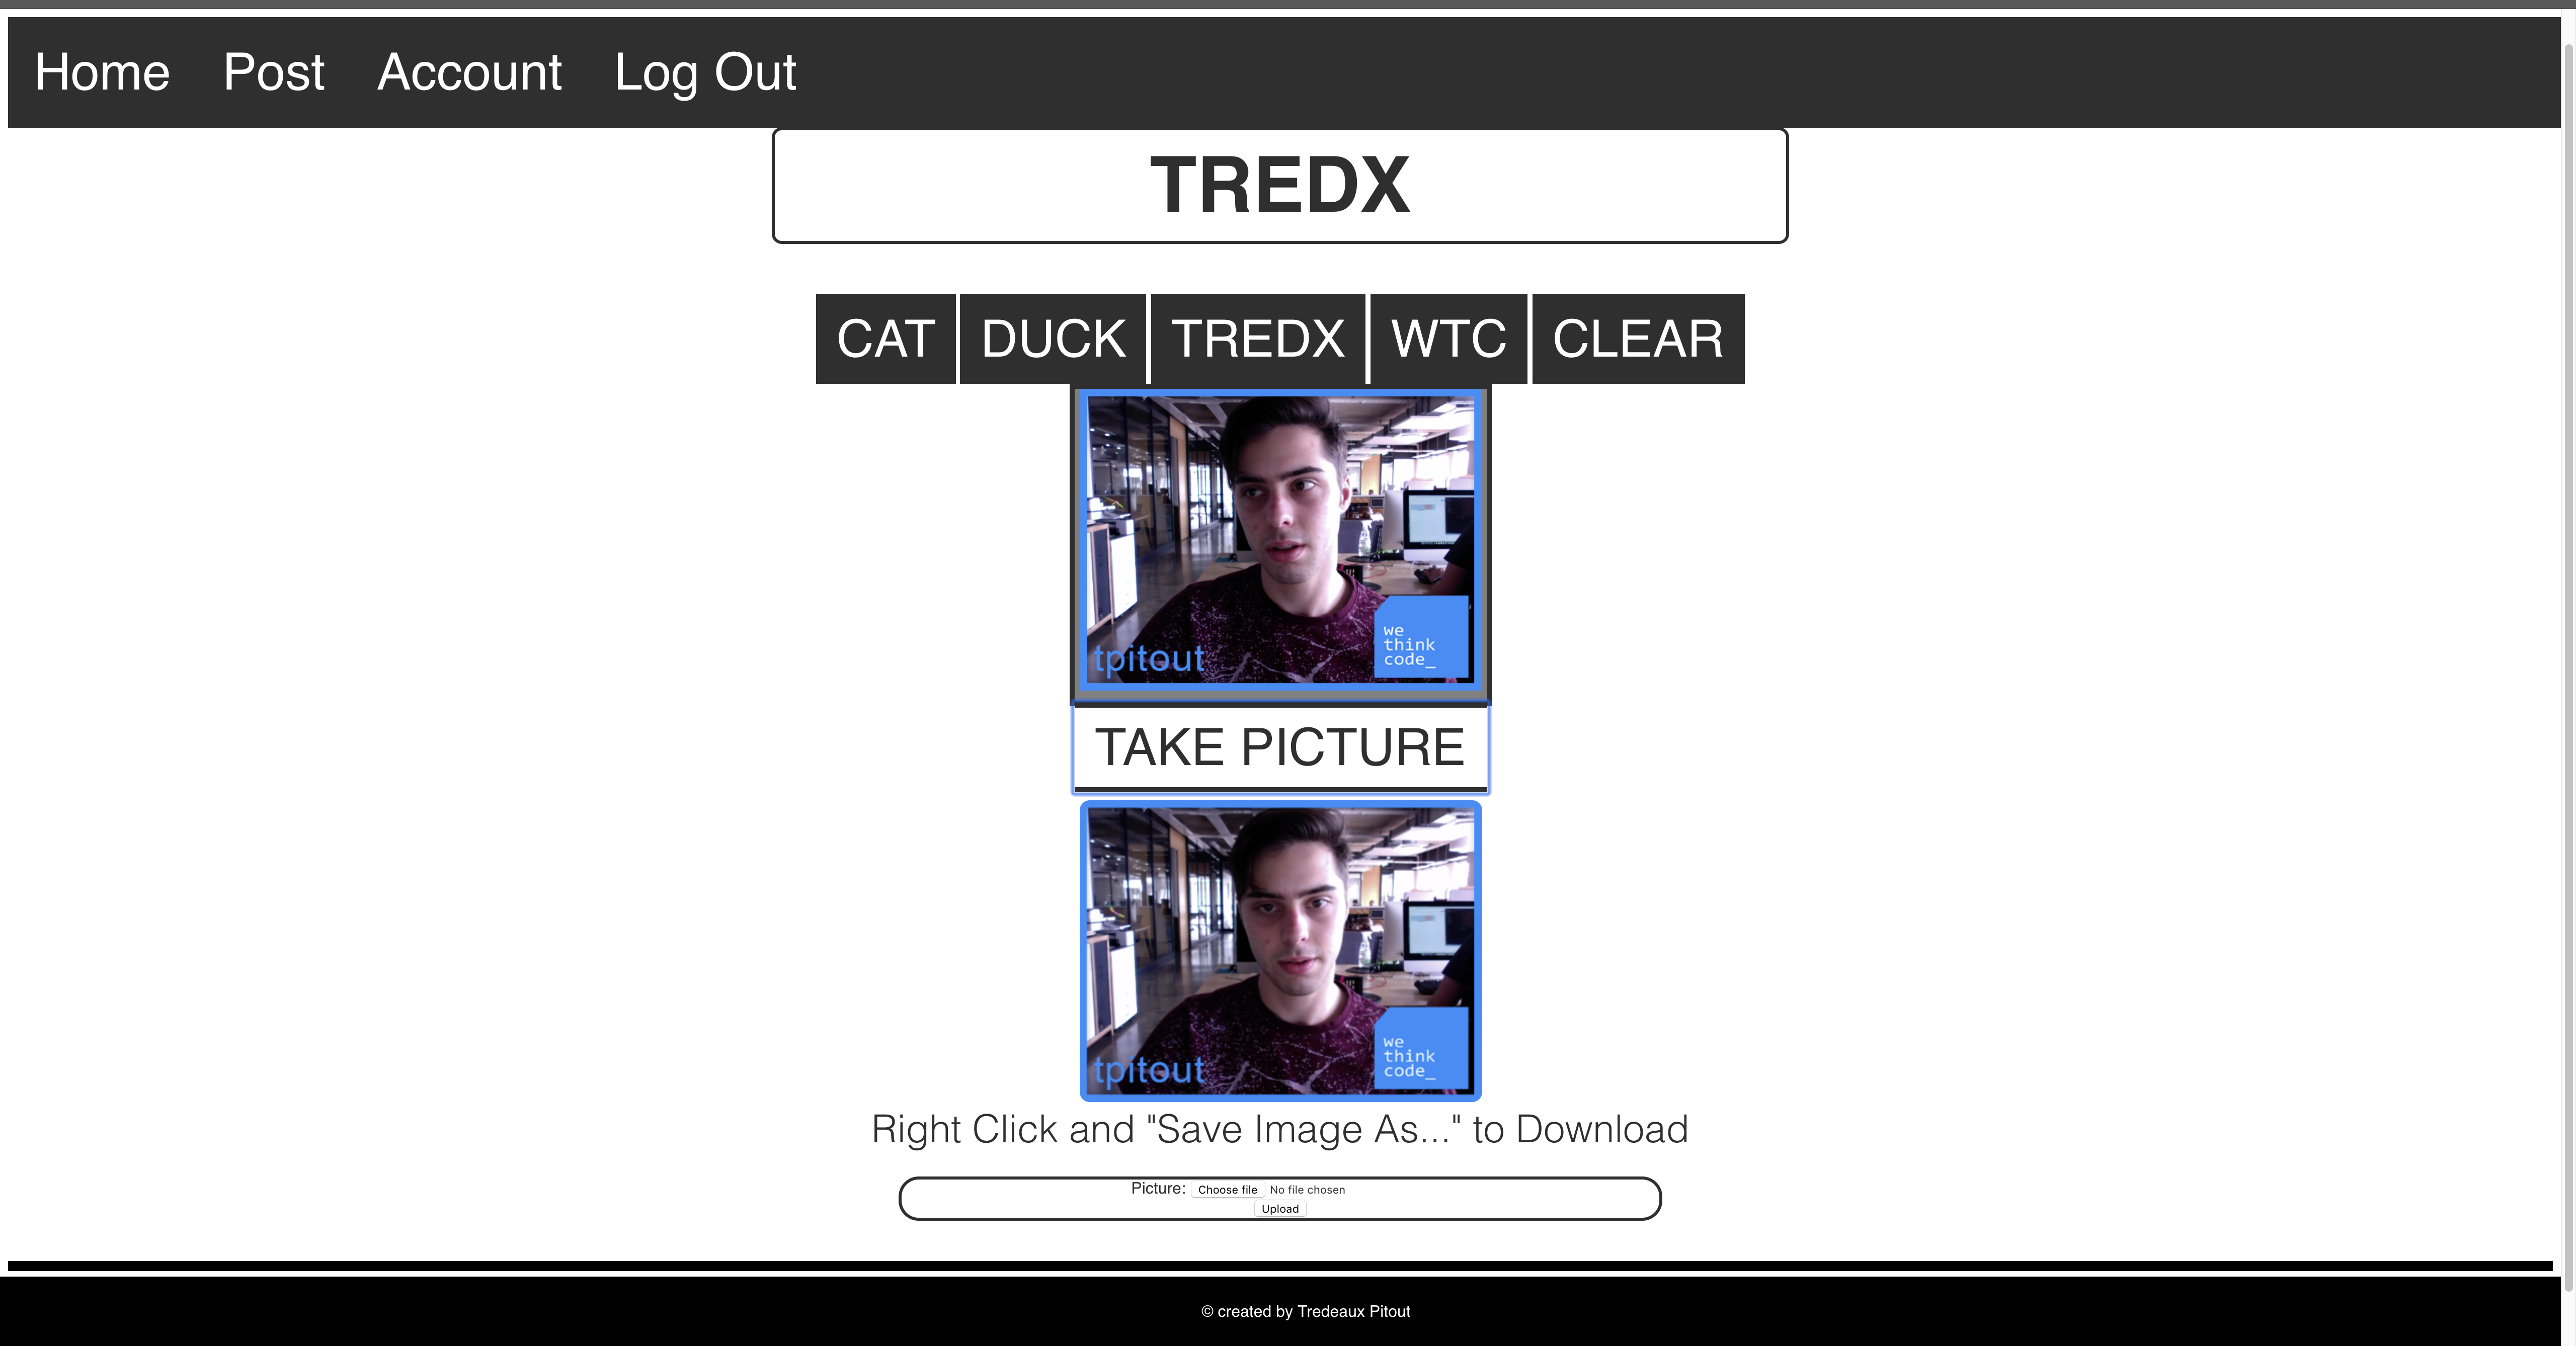 Home Post Account Log Out
TREDX
CAT DUCK TREDX WTC CLEAR
we
think
code_
tpitout
TAKE PICTURE
we
think
code_
tpitout
Right Click and "Save Image As..." to Download
Picture: Choose file No file chosen
Upload
© created by Tredeaux Pitout